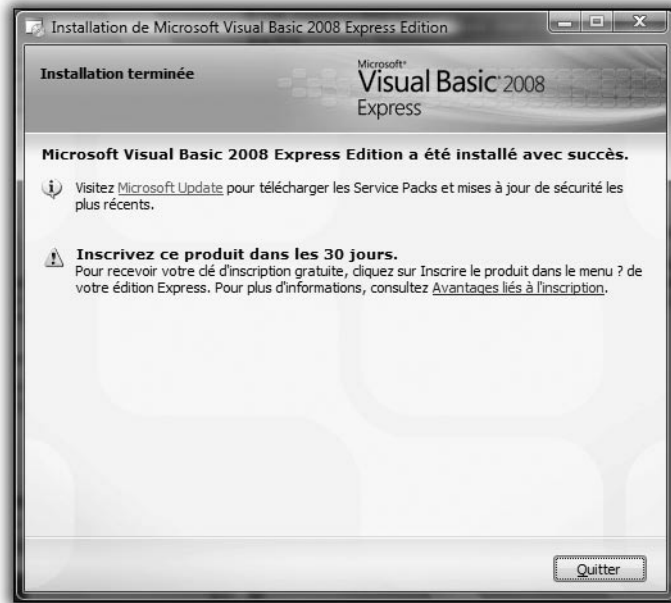 Installation de Microsoft Visual Basic 2008 Express Edition
Installation terminée
Microsoft®
Visual Basic® 2008
Express
Microsoft Visual Basic 2008 Express Edition a été installé avec succès.
Visitez Microsoft Update pour télécharger les Service Packs et mises à jour de sécurité les
plus récents.
Inscrivez ce produit dans les 30 jours.
Pour recevoir votre clé d'inscription gratuite, cliquez sur Inscrire le produit dans le menu ? de
votre édition Express. Pour plus d'informations, consultez Avantages liés à l'inscription.
Quitter